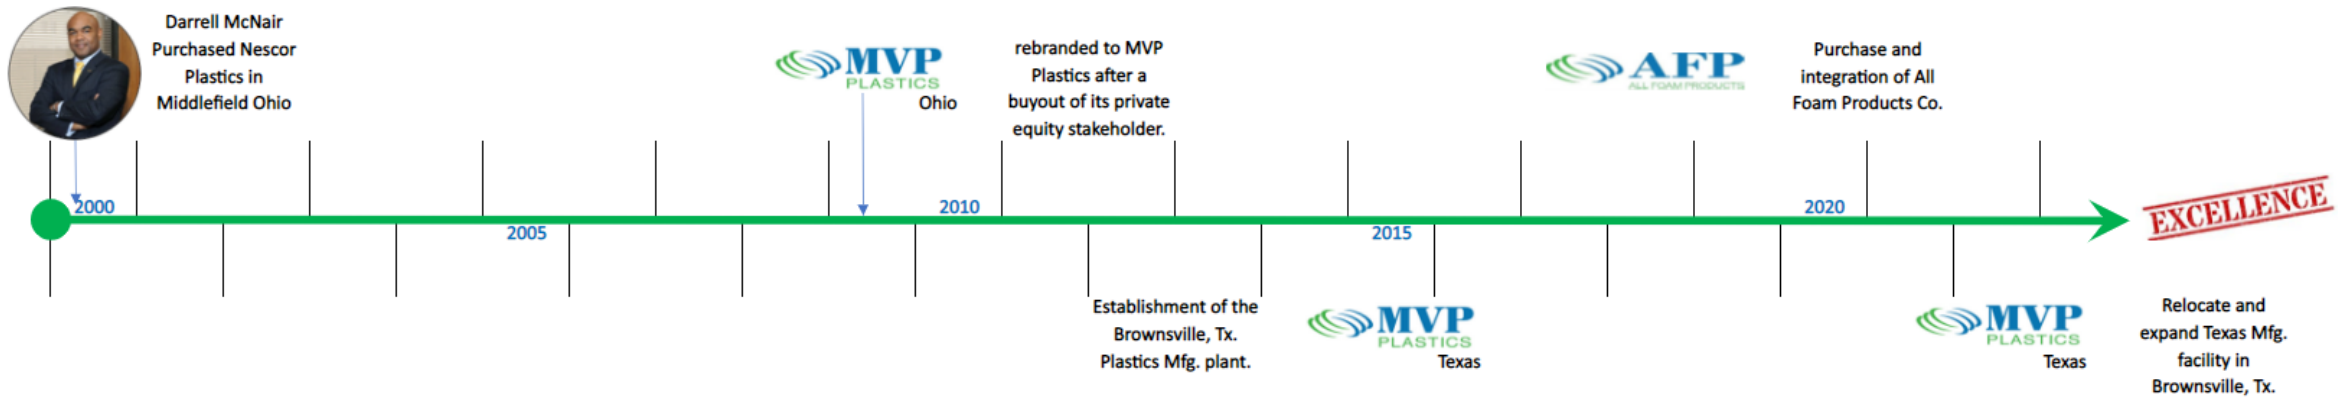 Darrell McNair
Purchased Nescor
Plastics in
Middlefield Ohio
MVP
PLASTICS
Ohio
rebranded to MVP
Plastics after a
buyout of its private
equity stakeholder.
AFP
ALL FOAM PRODUCTS
Purchase and
integration of All
Foam Products Co.
2000
2005
2010
2015
2020
EXCELLENCE
Establishment of the
Brownsville, Tx.
Plastics Mfg. plant.
MVP
PLASTICS
Texas
MVP
PLASTICS
Texas
Relocate and
expand Texas Mfg.
facility in
Brownsville, Tx.